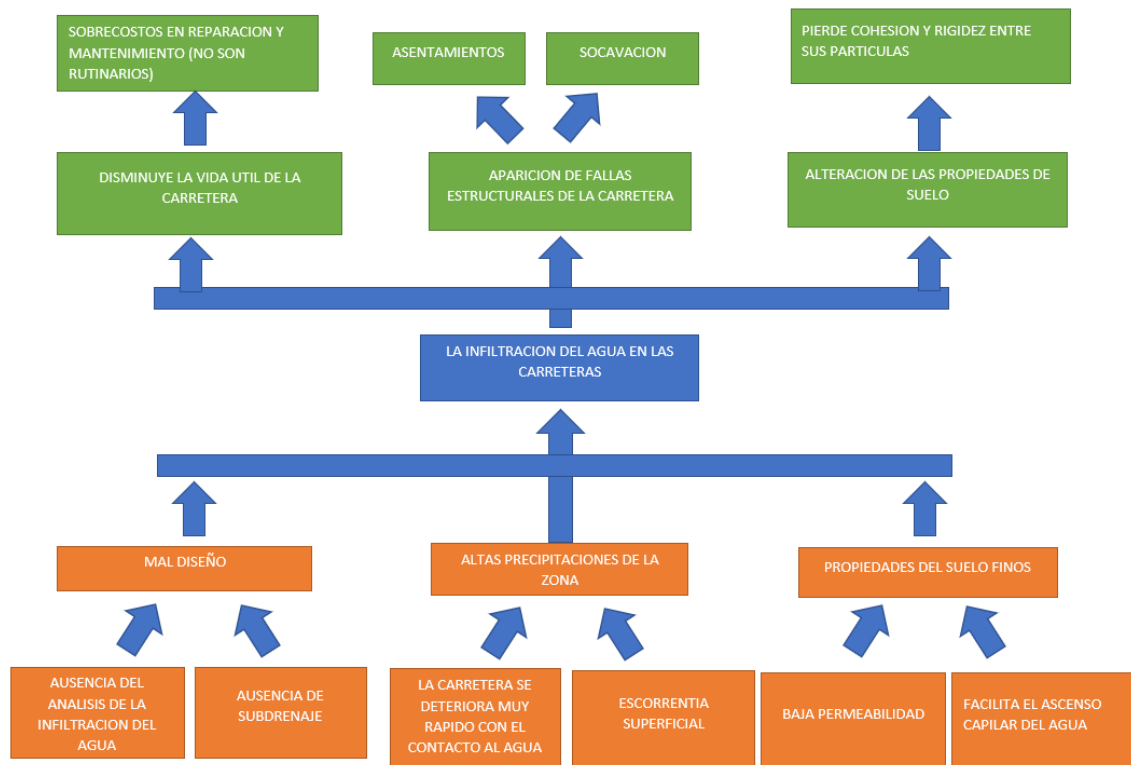 SOBRECOSTOS EN REPARACION Y
MANTENIMIENTO (NO SON
RUTINARIOS)
ASENTAMIENTOS
SOCAVACION
PIERDE COHESION Y RIGIDEZ ENTRE
SUS PARTICULAS
DISMINUYE LA VIDA UTIL DE LA
CARRETERA
APARICION DE FALLAS
ESTRUCTURALES DE LA CARRETERA
ALTERACION DE LAS PROPIEDADES DE
SUELO
LA INFILTRACION DEL AGUA EN LAS
CARRETERAS
MAL DISEÑO
ALTAS PRECIPITACIONES DE LA
ZONA
PROPIEDADES DEL SUELO FINOS
AUSENCIA DEL
ANALISIS DE LA
INFILTRACION DEL
AGUA
AUSENCIA DE
SUBDRENAJE
LA CARRETERA SE
DETERIORA MUY
RAPIDO CON EL
CONTACTO AL AGUA
ESCORRENTIA
SUPERFICIAL
BAJA PERMEABILIDAD
FACILITA EL ASCENSO
CAPILAR DEL AGUA